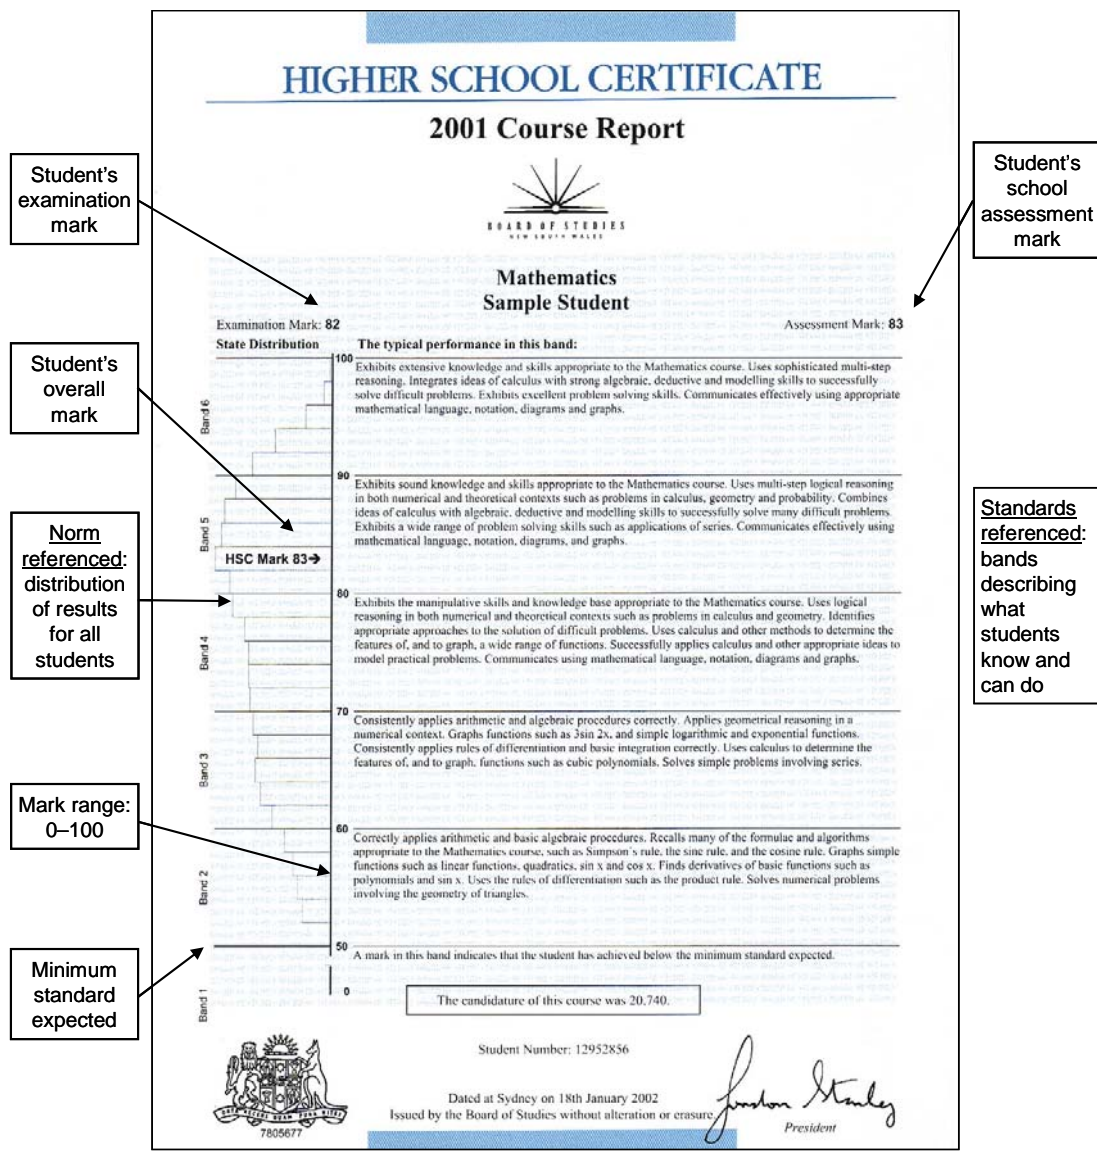 HIGHER SCHOOL CERTIFICATE
2001 Course Report
BOARD OF STUDIES
NEW SOUTH WALES
Student's
examination
mark
Student's
school
assessment
mark
Mathematics
Sample Student
Examination Mark: 82
Assessment Mark: 83
State Distribution
The typical performance in this band:
Student's
overall
mark
100
Band 6
Exhibits extensive knowledge and skills appropriate to the Mathematics course. Uses sophisticated multi-step
reasoning. Integrates ideas of calculus with strong algebraic, deductive and modelling skills to successfully
solve difficult problems. Exhibits excellent problem solving skills. Communicates effectively using appropriate
mathematical language, notation, diagrams and graphs.
90
Band 5
Exhibits sound knowledge and skills appropriate to the Mathematics course. Uses multi-step logical reasoning
in both numerical and theoretical contexts such as problems in calculus, geometry and probability. Combines
ideas of calculus with algebraic, deductive and modelling skills to successfully solve many difficult problems.
Exhibits a wide range of problem solving skills such as applications of series. Communicates effectively using
mathematical language, notation, diagrams, and graphs.
HSC Mark 83→
Norm
referenced:
distribution
of results
for all
students
Standards
referenced:
bands
describing
what
students
know and
can do
80
Band 4
Exhibits the manipulative skills and knowledge base appropriate to the Mathematics course. Uses logical
reasoning in both numerical and theoretical contexts such as problems in calculus and geometry. Identifies
appropriate approaches to the solution of difficult problems. Uses calculus and other methods to determine the
features of, and to graph, a wide range of functions. Successfully applies calculus and other appropriate ideas to
model practical problems. Communicates using mathematical language, notation, diagrams and graphs.
70
Band 3
Consistently applies arithmetic and algebraic procedures correctly. Applies geometrical reasoning in a
numerical context. Graphs functions such as 3sin 2x, and simple logarithmic and exponential functions.
Consistently applies rules of differentiation and basic integration correctly. Uses calculus to determine the
features of, and to graph, functions such as cubic polynomials. Solves simple problems involving series.
Mark range:
0–100
60
Band 2
Correctly applies arithmetic and basic algebraic procedures. Recalls many of the formulae and algorithms
appropriate to the Mathematics course, such as Simpson's rule, the sine rule, and the cosine rule. Graphs simple
functions such as linear functions, quadratics, sin x and cos x. Finds derivatives of basic functions such as
polynomials and sin x. Uses the rules of differentiation such as the product rule. Solves numerical problems
involving the geometry of triangles.
50
Band 1
A mark in this band indicates that the student has achieved below the minimum standard expected.
0
Minimum
standard
expected
The candidature of this course was 20,740.
Student Number: 12952856
Dated at Sydney on 18th January 2002
Issued by the Board of Studies without alteration or erasure.
President
7805677